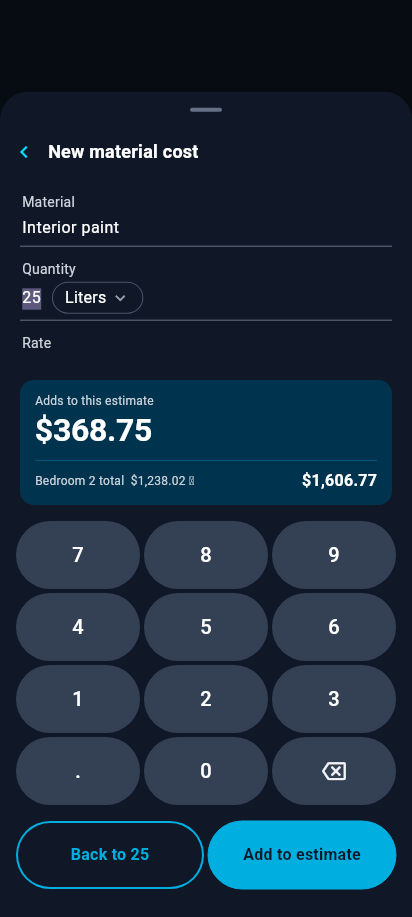 New material cost
Material
Interior paint
Quantity
25 Liters
Rate
Adds to this estimate
$368.75
Bedroom 2 total $1,238.02 $1,606.77
7 8 9
4 5 6
1 2 3
. 0
Back to 25 Add to estimate